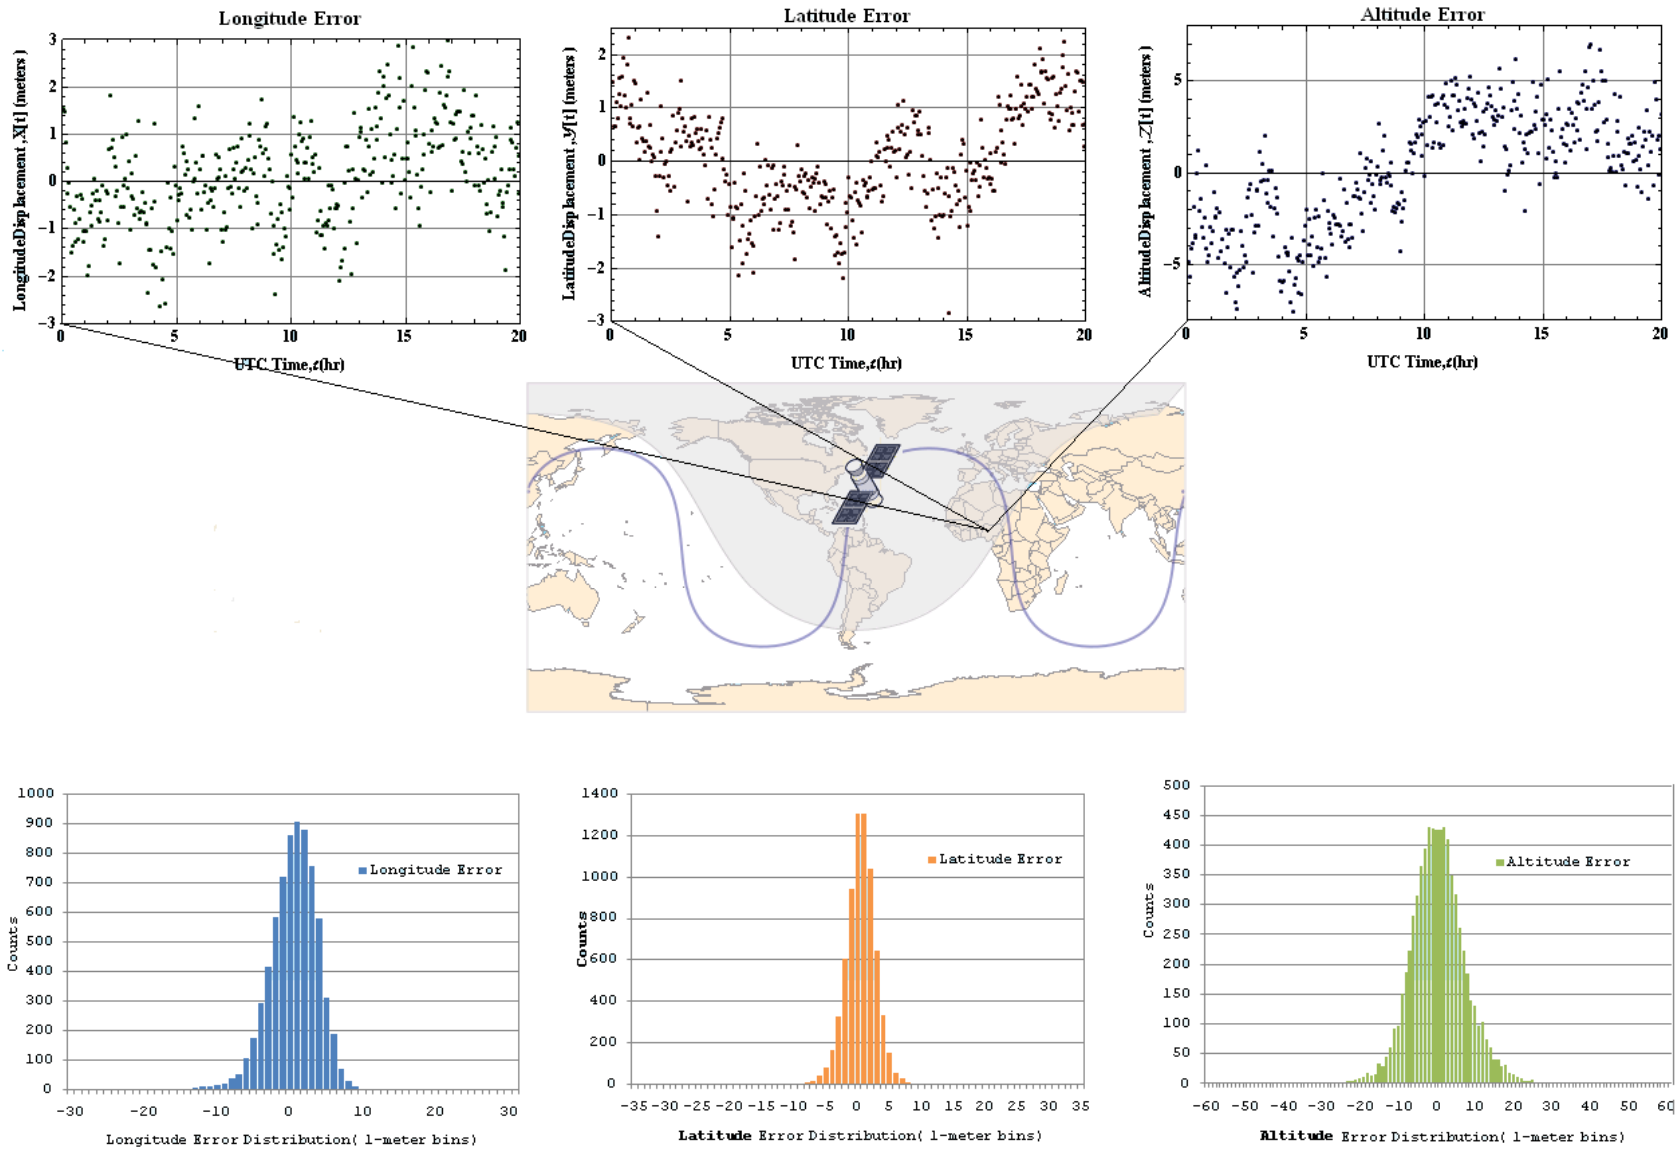 Longitude Error
3
2
1
0
−1
−2
−3
LongitudeDisplacement ,X[t] (meters)
0 5 10 15 20
UTC Time,t(hr)
Latitude Error
2
1
0
−1
−2
−3
LatitudeDisplacement ,y[t] (meters)
0 5 10 15 20
UTC Time,t(hr)
Altitude Error
5
0
−5
AltitudeDisplacement ,Z[t] (meters)
0 5 10 15 20
UTC Time,t(hr)
1000
900
800
700
600
500
400
300
200
100
0
Counts
Longitude Error
-30 -20 -10 0 10 20 30
Longitude Error Distribution( 1-meter bins)
1400
1200
1000
800
600
400
200
0
Counts
Latitude Error
-35 -30 -25 -20 -15 -10 -5 0 5 10 15 20 25 30 35
Latitude Error Distribution( 1-meter bins)
500
450
400
350
300
250
200
150
100
50
0
Counts
Altitude Error
-60 -50 -40 -30 -20 -10 0 10 20 30 40 50 60
Altitude Error Distribution( 1-meter bins)